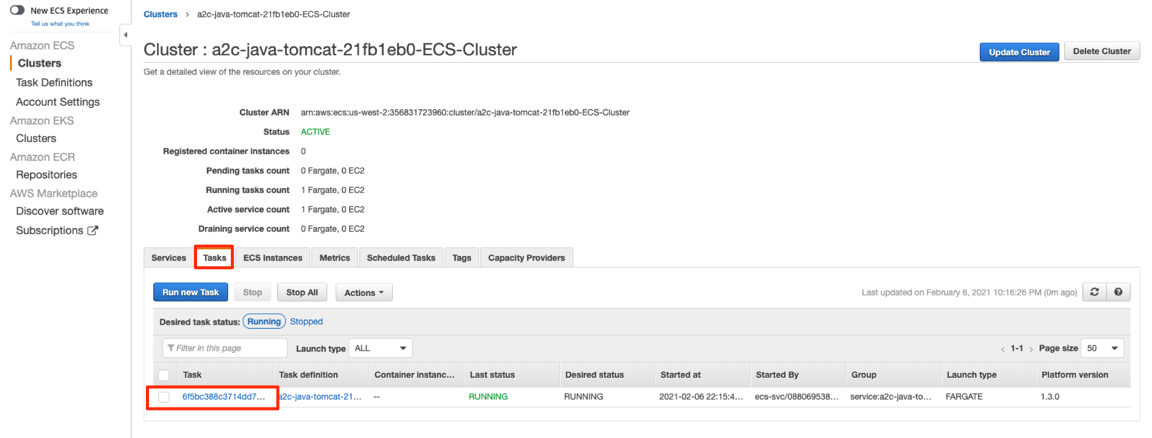 New ECS Experience
Tell us what you think
Amazon ECS
Clusters
Task Definitions
Account Settings
Amazon EKS
Clusters
Amazon ECR
Repositories
AWS Marketplace
Discover software
Subscriptions
Clusters > a2c-java-tomcat-21fb1eb0-ECS-Cluster
Cluster : a2c-java-tomcat-21fb1eb0-ECS-Cluster
Update Cluster Delete Cluster
Get a detailed view of the resources on your cluster.
Cluster ARN arn:aws:ecs:us-west-2:356831723960:cluster/a2c-java-tomcat-21fb1eb0-ECS-Cluster
Status ACTIVE
Registered container instances 0
Pending tasks count 0 Fargate, 0 EC2
Running tasks count 1 Fargate, 0 EC2
Active service count 1 Fargate, 0 EC2
Draining service count 0 Fargate, 0 EC2
Services Tasks ECS Instances Metrics Scheduled Tasks Tags Capacity Providers
Run new Task Stop Stop All Actions Last updated on February 6, 2021 10:16:26 PM (0m ago)
Desired task status: Running Stopped
Filter in this page Launch type ALL < 1-1 > Page size 50
Task Task definition Container instanc... Last status Desired status Started at Started By Group Launch type Platform version
6f5bc388c3714dd7... a2c-java-tomcat-21... -- RUNNING RUNNING 2021-02-06 22:15:4... ecs-svc/088069538... service:a2c-java-to... FARGATE 1.3.0